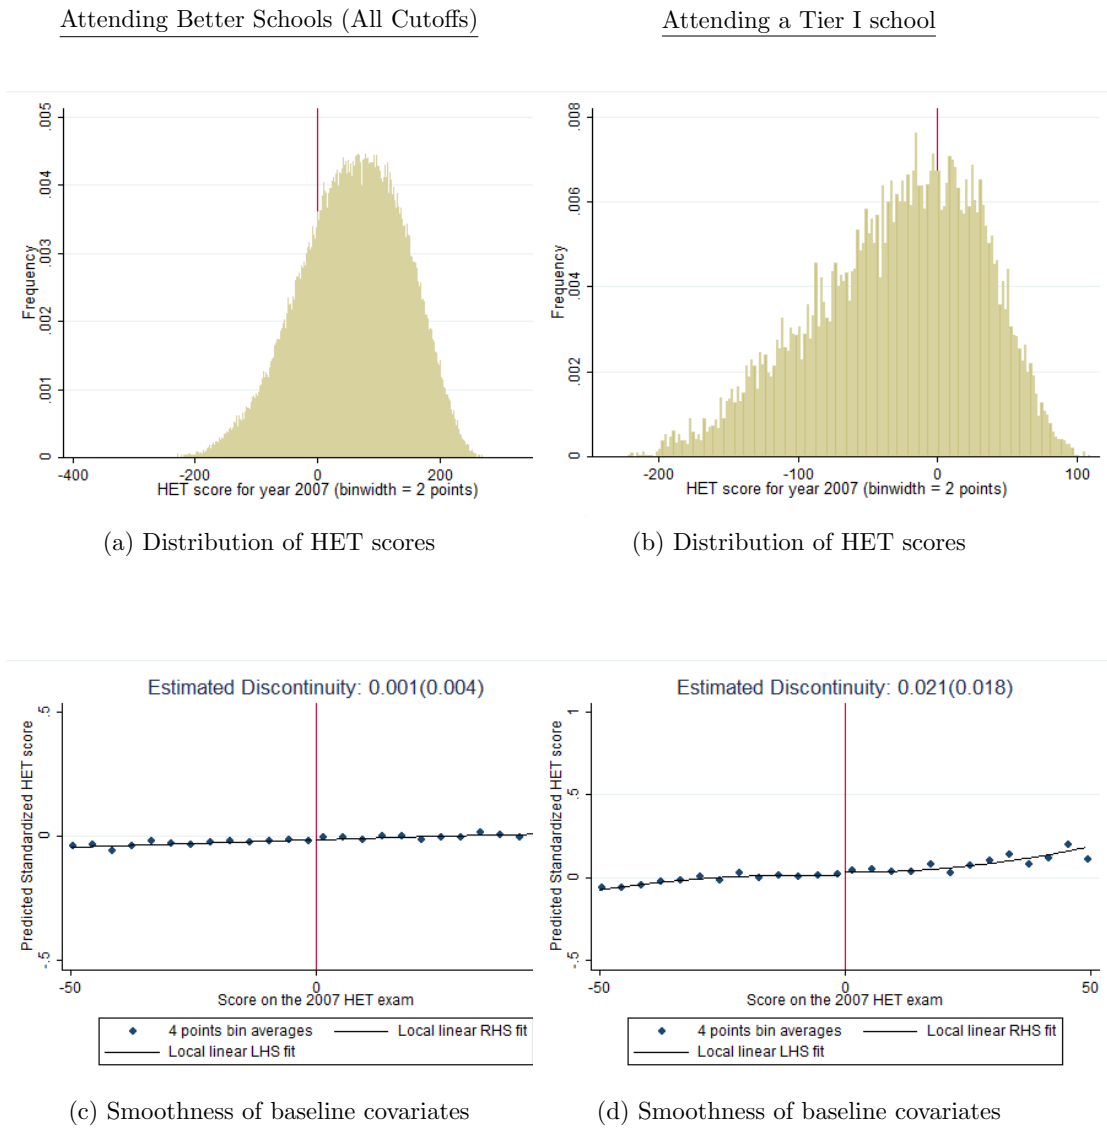 Attending Better Schools (All Cutoffs)
Attending a Tier I school
Frequency
.005
.004
.003
.002
.001
0
-400
-200
0
200
HET score for year 2007 (binwidth = 2 points)
(a) Distribution of HET scores
Frequency
.008
.006
.004
.002
0
-200
-100
0
100
HET score for year 2007 (binwidth = 2 points)
(b) Distribution of HET scores
Estimated Discontinuity: 0.001(0.004)
Predicted Standardized HET score
.5
0
-.5
-50
0
Score on the 2007 HET exam
4 points bin averages
Local linear RHS fit
Local linear LHS fit
(c) Smoothness of baseline covariates
Estimated Discontinuity: 0.021(0.018)
Predicted Standardized HET score
1
.5
0
-.5
-50
0
50
Score on the 2007 HET exam
4 points bin averages
Local linear RHS fit
Local linear LHS fit
(d) Smoothness of baseline covariates